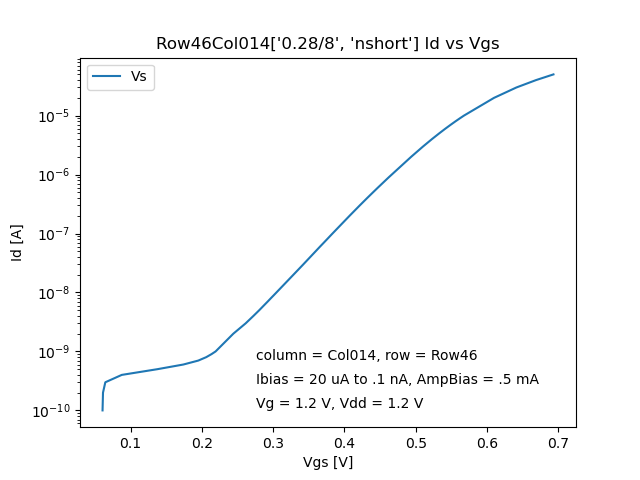 Row46Col014['0.28/8', 'nshort'] Id vs Vgs
Vs
10⁻⁵
10⁻⁶
10⁻⁷
10⁻⁸
10⁻⁹
10⁻¹⁰
Id [A]
column = Col014, row = Row46
Ibias = 20 uA to .1 nA, AmpBias = .5 mA
Vg = 1.2 V, Vdd = 1.2 V
0.1 0.2 0.3 0.4 0.5 0.6 0.7
Vgs [V]